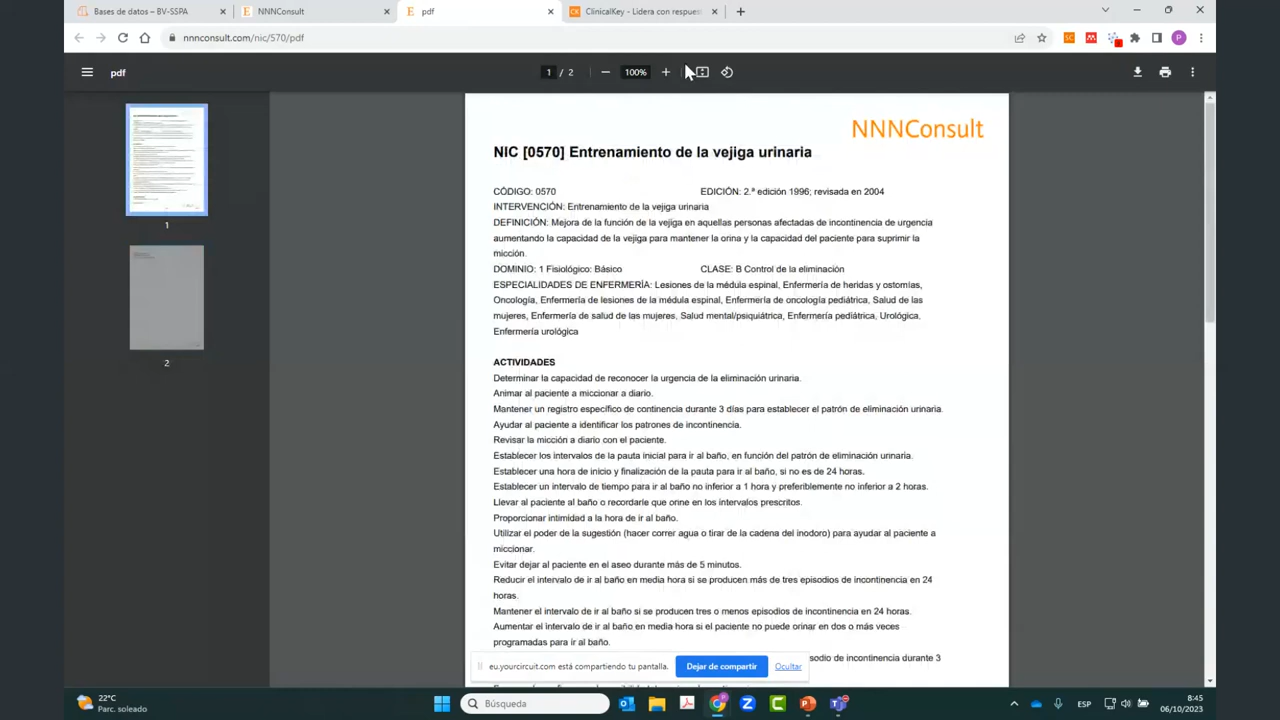 Bases de datos – BV-SSPA
NNNConsult
pdf
ClinicalKey - Lidera con respues
nnnconsult.com/nic/570/pdf
pdf
1 / 2
100%
1
2
NNNConsult
NIC [0570] Entrenamiento de la vejiga urinaria
CÓDIGO: 0570 EDICIÓN: 2.ª edición 1996; revisada en 2004
INTERVENCIÓN: Entrenamiento de la vejiga urinaria
DEFINICIÓN: Mejora de la función de la vejiga en aquellas personas afectadas de incontinencia de urgencia
aumentando la capacidad de la vejiga para mantener la orina y la capacidad del paciente para suprimir la
micción.
DOMINIO: 1 Fisiológico: Básico CLASE: B Control de la eliminación
ESPECIALIDADES DE ENFERMERÍA: Lesiones de la médula espinal, Enfermería de heridas y ostomías,
Oncología, Enfermería de lesiones de la médula espinal, Enfermería de oncología pediátrica, Salud de las
mujeres, Enfermería de salud de las mujeres, Salud mental/psiquiátrica, Enfermería pediátrica, Urológica,
Enfermería urológica
ACTIVIDADES
Determinar la capacidad de reconocer la urgencia de la eliminación urinaria.
Animar al paciente a miccionar a diario.
Mantener un registro específico de continencia durante 3 días para establecer el patrón de eliminación urinaria.
Ayudar al paciente a identificar los patrones de incontinencia.
Revisar la micción a diario con el paciente.
Establecer los intervalos de la pauta inicial para ir al baño, en función del patrón de eliminación urinaria.
Establecer una hora de inicio y finalización de la pauta para ir al baño, si no es de 24 horas.
Establecer un intervalo de tiempo para ir al baño no inferior a 1 hora y preferiblemente no inferior a 2 horas.
Llevar al paciente al baño o recordarle que orine en los intervalos prescritos.
Proporcionar intimidad a la hora de ir al baño.
Utilizar el poder de la sugestión (hacer correr agua o tirar de la cadena del inodoro) para ayudar al paciente a
miccionar.
Evitar dejar al paciente en el aseo durante más de 5 minutos.
Reducir el intervalo de ir al baño en media hora si se producen más de tres episodios de incontinencia en 24
horas.
Mantener el intervalo de ir al baño si se producen tres o menos episodios de incontinencia en 24 horas.
Aumentar el intervalo de ir al baño en media hora si el paciente no puede orinar en dos o más veces
programadas para ir al baño.
sodio de incontinencia durante 3
eu.yourcircuit.com está compartiendo tu pantalla. Dejar de compartir Ocultar
22°C
Parc. soleado
Búsqueda
ESP
8:45
06/10/2023